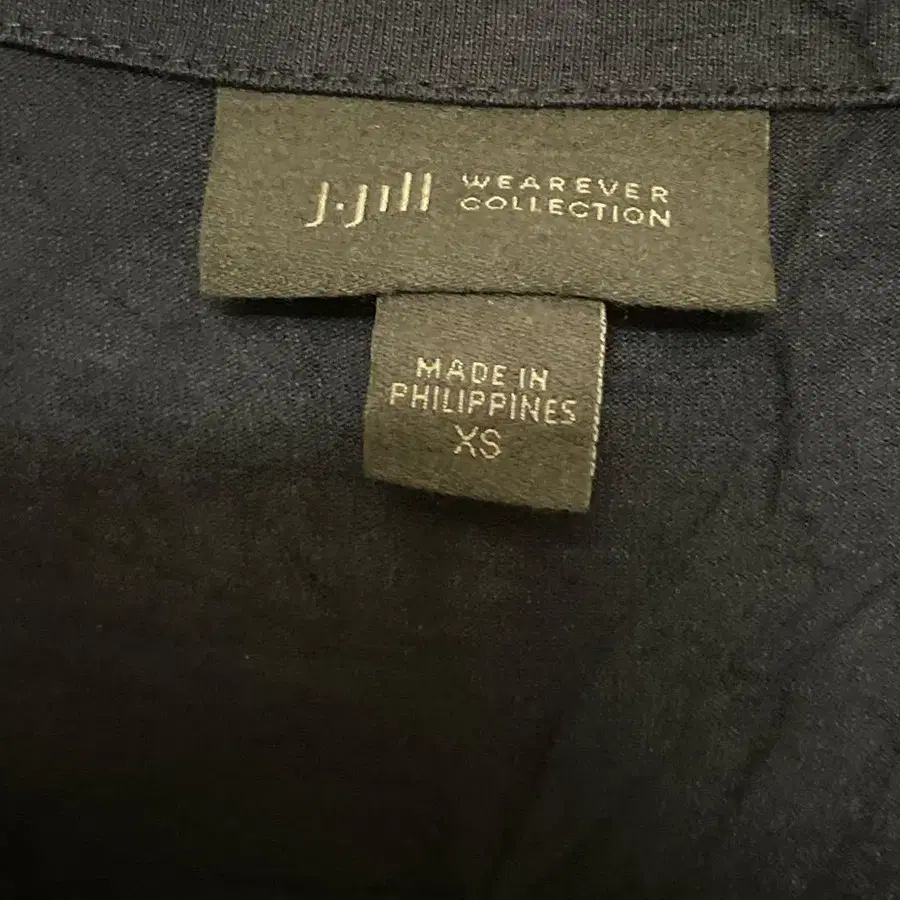 J.Jill WEAREVER
COLLECTION
MADE IN
PHILIPPINES
XS